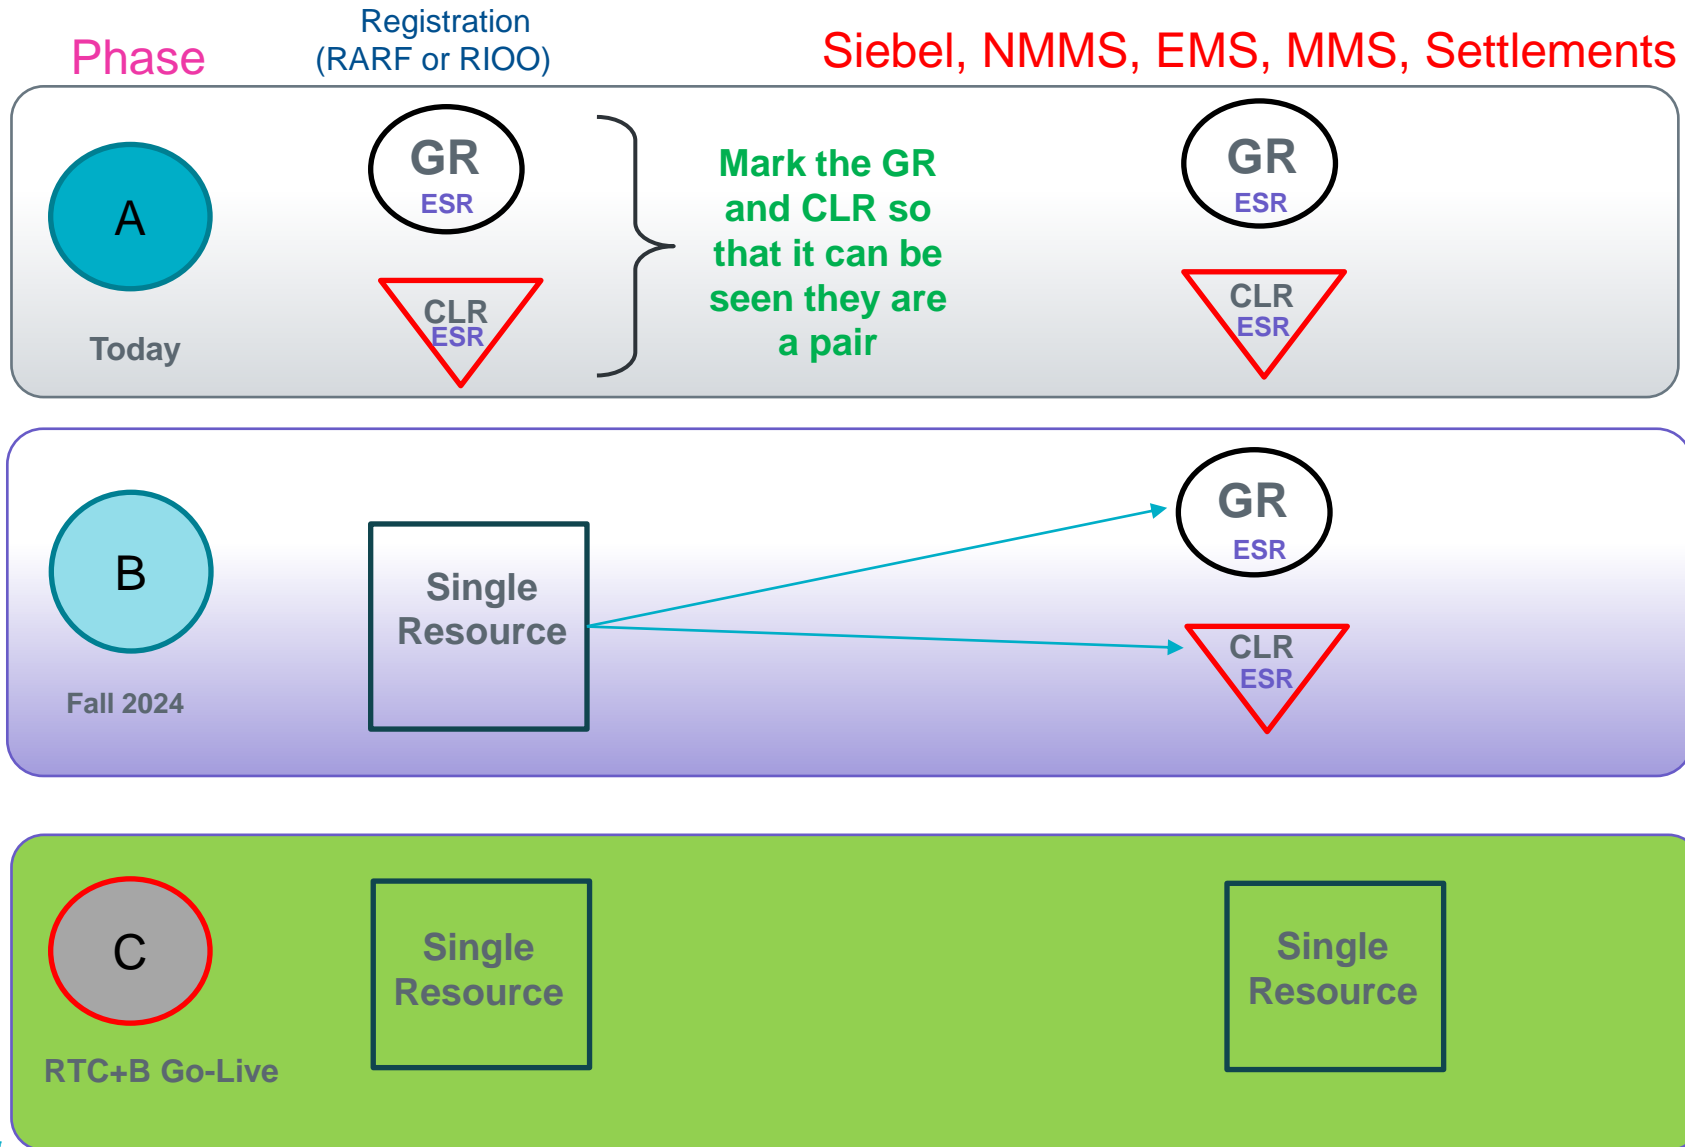 Phase
Registration
(RARF or RIOO)
Siebel, NMMS, EMS, MMS, Settlements
A
Today
GR
ESR
CLR
ESR
Mark the GR
and CLR so
that it can be
seen they are
a pair
GR
ESR
CLR
ESR
B
Fall 2024
Single
Resource
GR
ESR
CLR
ESR
C
RTC+B Go-Live
Single
Resource
Single
Resource